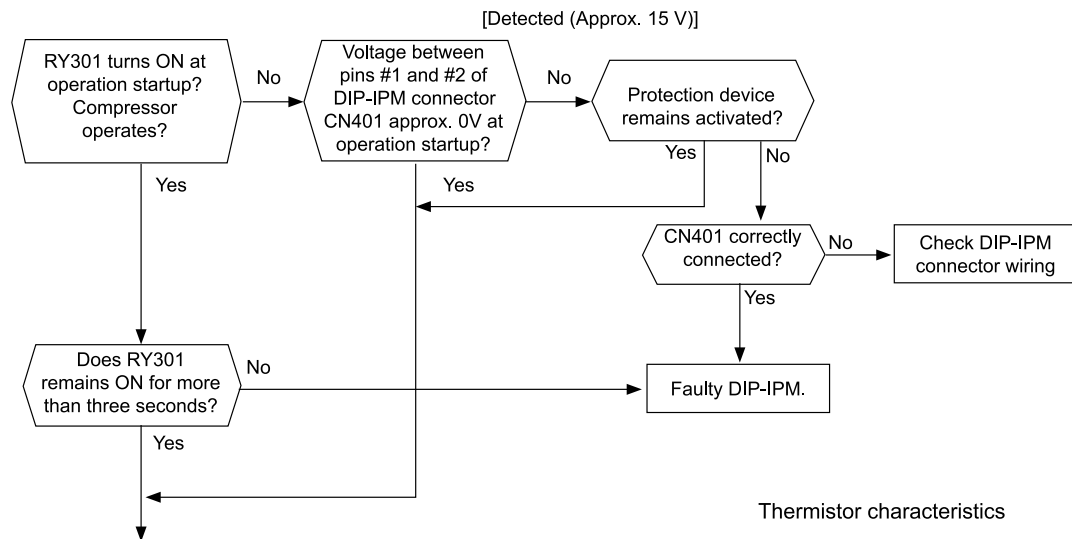 [Detected (Approx. 15 V)]
RY301 turns ON at
operation startup?
Compressor
operates?
No
Voltage between
pins #1 and #2 of
DIP-IPM connector
CN401 approx. 0V at
operation startup?
No
Protection device
remains activated?
Yes
Yes
Yes
No
CN401 correctly
connected?
No
Check DIP-IPM
connector wiring
Yes
Does RY301
remains ON for more
than three seconds?
No
Faulty DIP-IPM.
Yes
Thermistor characteristics